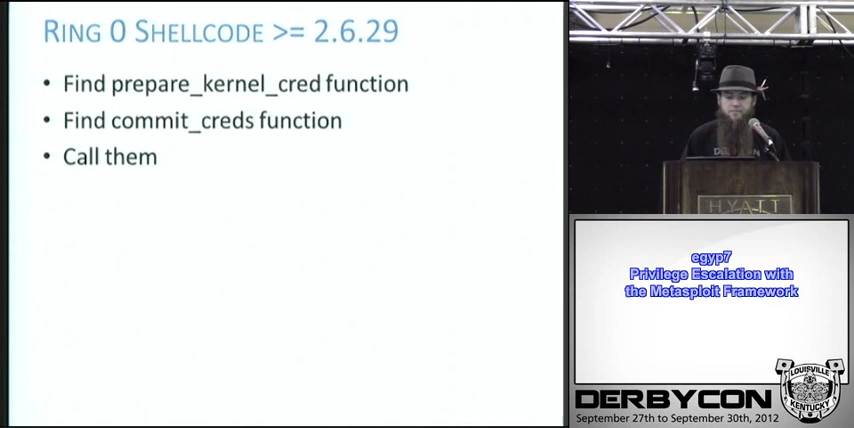 RING 0 SHELLCODE >= 2.6.29
• Find prepare_kernel_cred function
• Find commit_creds function
• Call them
HYATT
egyp7
Privilege Escalation with
the Metasploit Framework
LOUISVILLE
KENTUCKY
DERBYCON
September 27th to September 30th, 2012